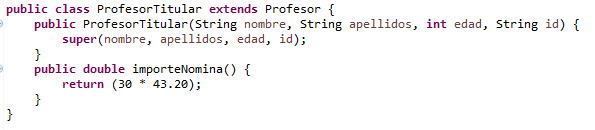 public class ProfesorTitular extends Profesor {
    public ProfesorTitular(String nombre, String apellidos, int edad, String id) {
        super(nombre, apellidos, edad, id);
    }
    public double importeNomina() {
        return (30 * 43.20);
    }
}